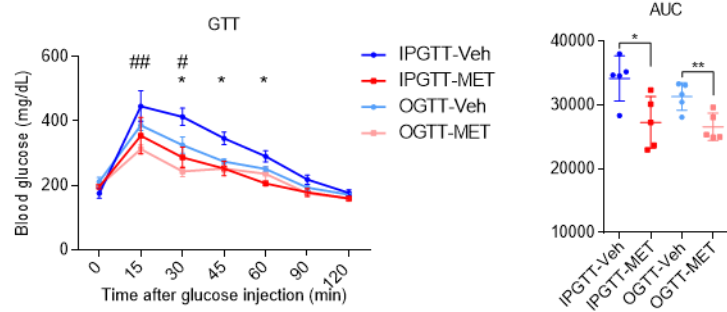 GTT
Blood glucose (mg/dL)
600
400
200
0
## # * * *
0 15 30 45 60 90 120
Time after glucose injection (min)
IPGTT-Veh
IPGTT-MET
OGTT-Veh
OGTT-MET
AUC
40000
30000
20000
10000
* **
IPGTT-Veh
IPGTT-MET
OGTT-Veh
OGTT-MET